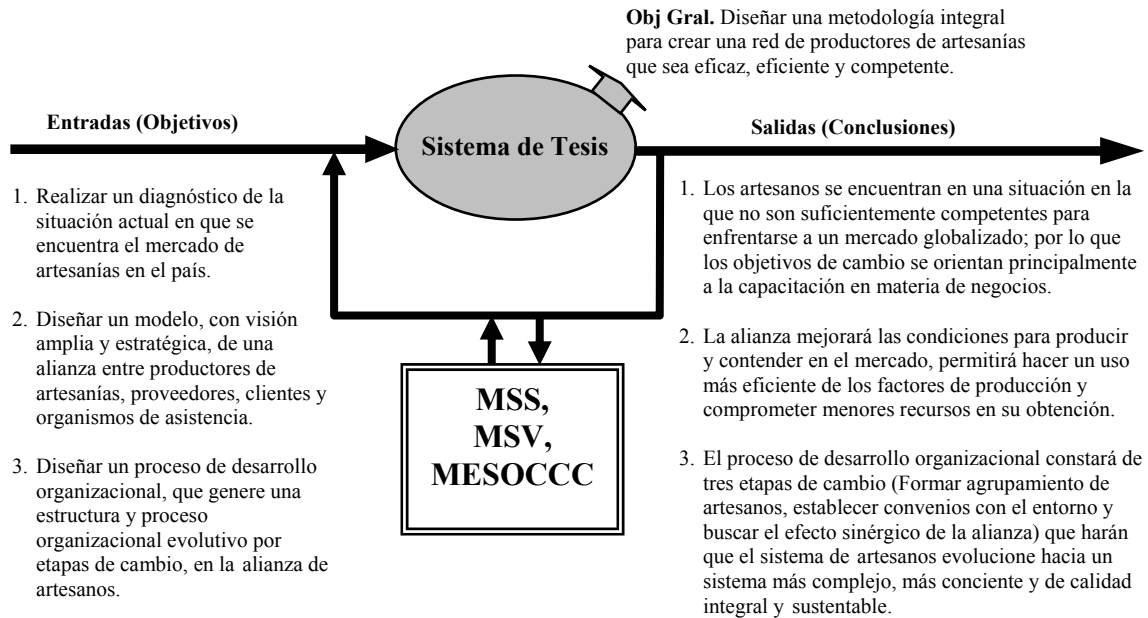 Obj Gral. Diseñar una metodología integral
para crear una red de productores de artesanías
que sea eficaz, eficiente y competente.
Entradas (Objetivos)
Sistema de Tesis
Salidas (Conclusiones)
1. Realizar un diagnóstico de la
situación actual en que se
encuentra el mercado de
artesanías en el país.
2. Diseñar un modelo, con visión
amplia y estratégica, de una
alianza entre productores de
artesanías, proveedores, clientes y
organismos de asistencia.
3. Diseñar un proceso de desarrollo
organizacional, que genere una
estructura y proceso
organizacional evolutivo por
etapas de cambio, en la alianza de
artesanos.
MSS,
MSV,
MESOCCC
1. Los artesanos se encuentran en una situación en la
que no son suficientemente competentes para
enfrentarse a un mercado globalizado; por lo que
los objetivos de cambio se orientan principalmente
a la capacitación en materia de negocios.
2. La alianza mejorará las condiciones para producir
y contender en el mercado, permitirá hacer un uso
más eficiente de los factores de producción y
comprometer menores recursos en su obtención.
3. El proceso de desarrollo organizacional constará de
tres etapas de cambio (Formar agrupamiento de
artesanos, establecer convenios con el entorno y
buscar el efecto sinérgico de la alianza) que harán
que el sistema de artesanos evolucione hacia un
sistema más complejo, más conciente y de calidad
integral y sustentable.